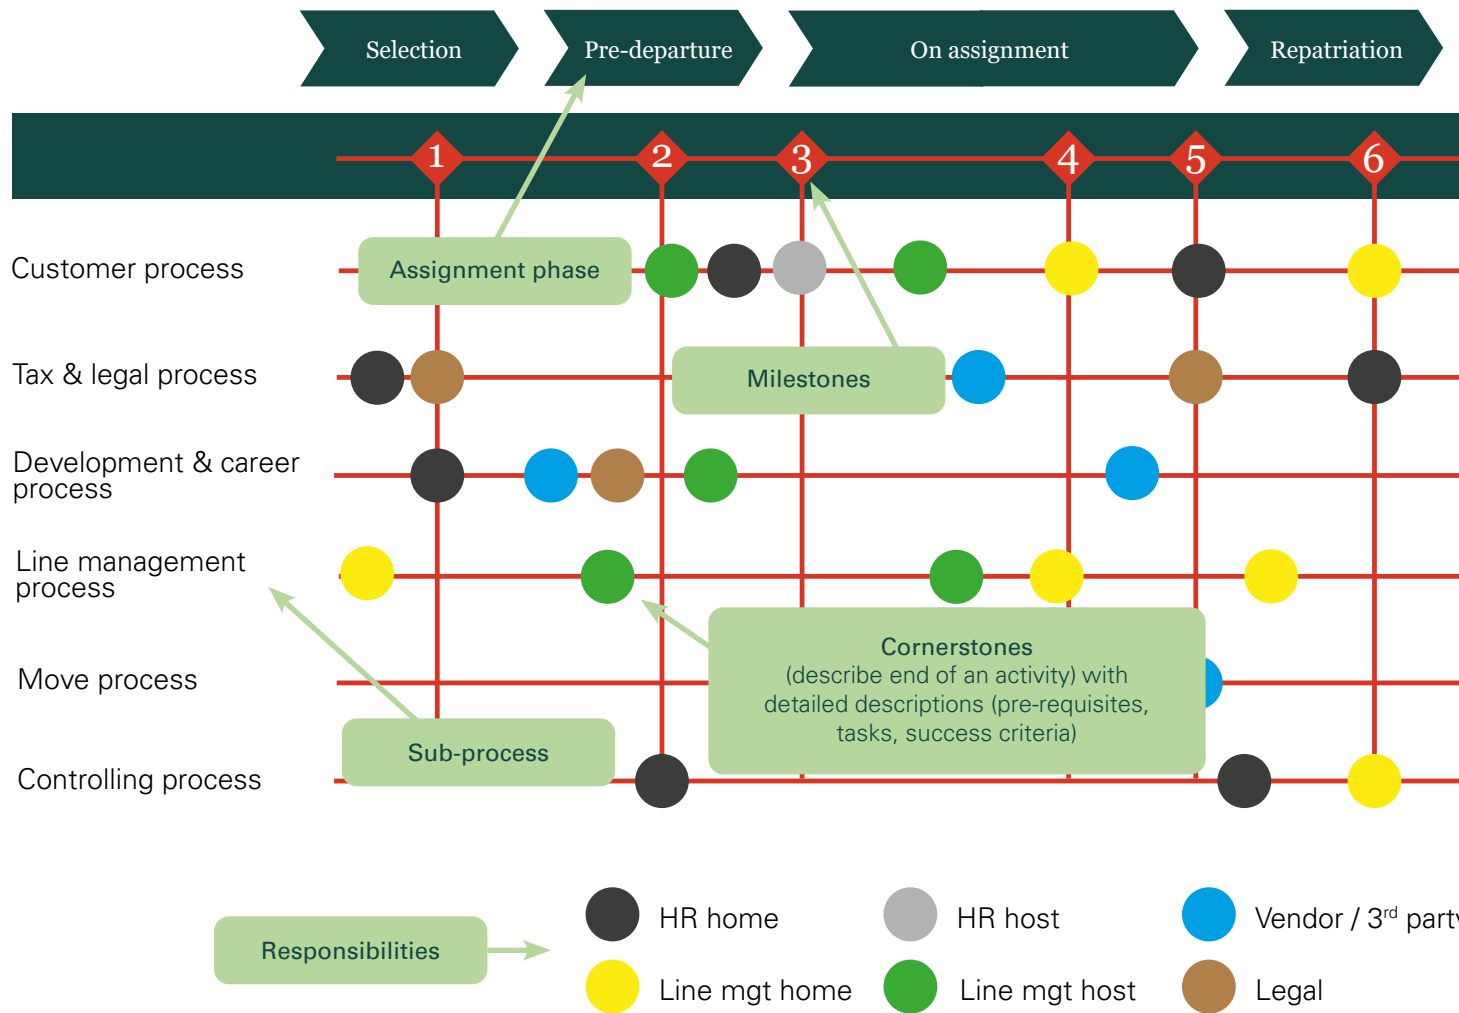 Selection
Pre-departure
On assignment
Repatriation
1
2
3
4
5
6
Customer process
Assignment phase
Tax & legal process
Milestones
Development & career
process
Line management
process
Cornerstones
(describe end of an activity) with
detailed descriptions (pre-requisites,
tasks, success criteria)
Move process
Sub-process
Controlling process
Responsibilities
HR home
HR host
Vendor / 3rd party
Line mgt home
Line mgt host
Legal